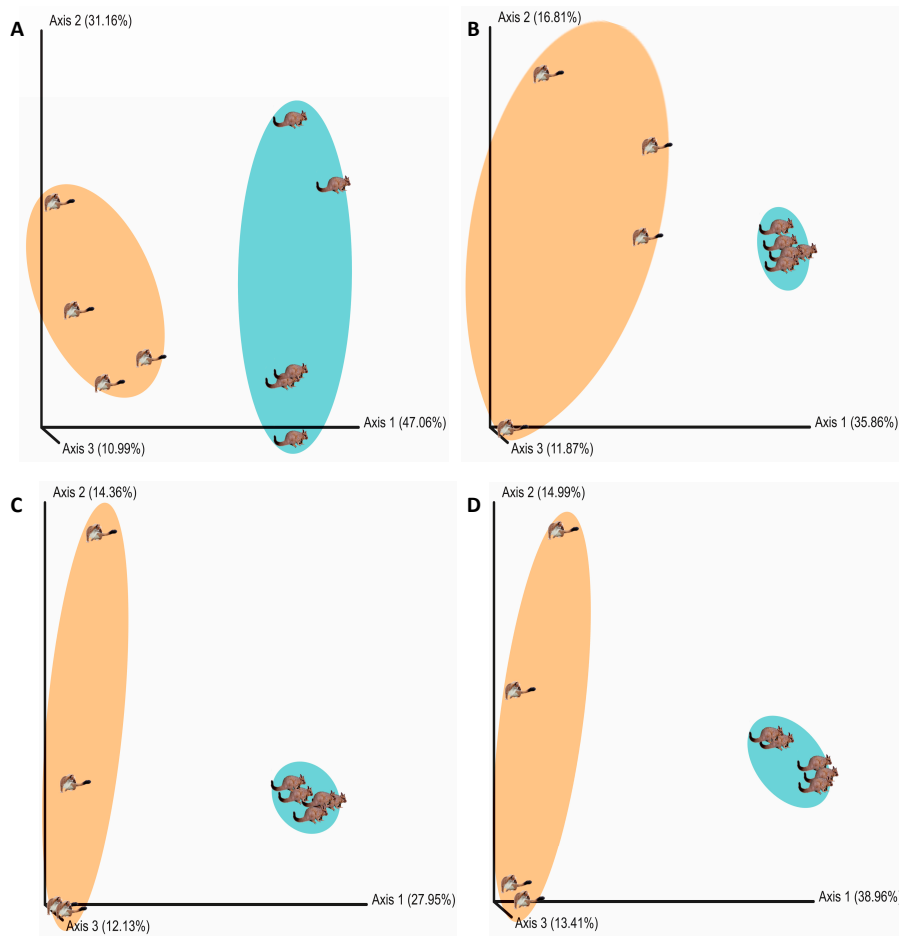 A
Axis 2 (31.16%)
Axis 1 (47.06%)
Axis 3 (10.99%)
B
Axis 2 (16.81%)
Axis 1 (35.86%)
Axis 3 (11.87%)
C
Axis 2 (14.36%)
Axis 1 (27.95%)
Axis 3 (12.13%)
D
Axis 2 (14.99%)
Axis 1 (38.96%)
Axis 3 (13.41%)